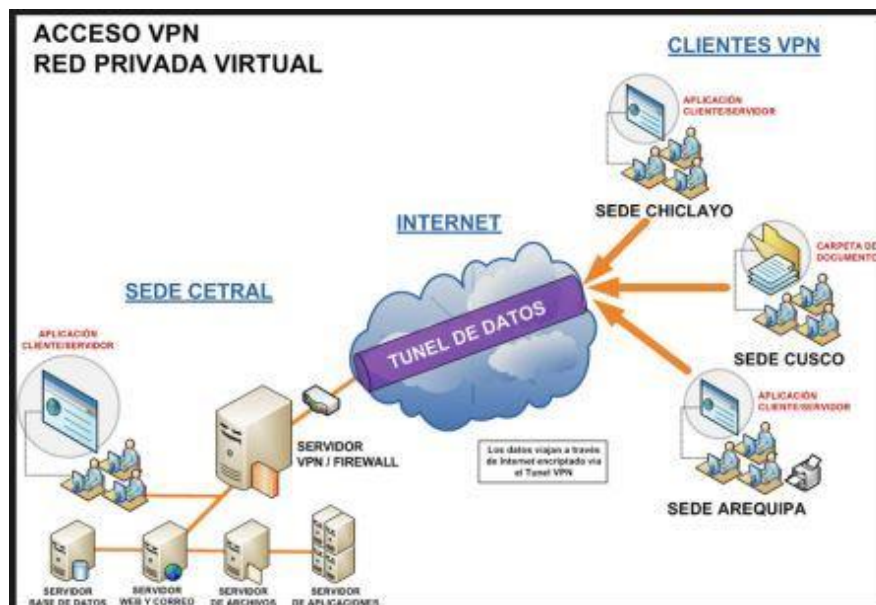 ACCESO VPN
RED PRIVADA VIRTUAL
CLIENTES VPN
APLICACIÓN
CLIENTE/SERVIDOR
SEDE CHICLAYO
INTERNET
CARPETA DE
DOCUMENTO
SEDE CETRAL
TUNEL DE DATOS
SEDE CUSCO
APLICACIÓN
CLIENTE/SERVIDOR
APLICACIÓN
CLIENTE/SERVIDOR
SERVIDOR
VPN / FIREWALL
Los datos viajan a través
de Internet encriptado via
el Tunel VPN
SEDE AREQUIPA
SERVIDOR
BASE DE DATOS
SERVIDOR
WEB Y CORREO
SERVIDOR
DE ARCHIVOS
SERVIDOR
DE APLICACIONES